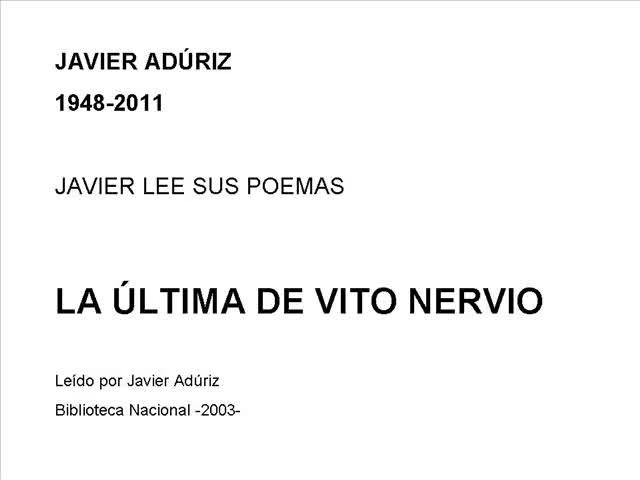 JAVIER ADÚRIZ
1948-2011
JAVIER LEE SUS POEMAS
LA ÚLTIMA DE VITO NERVIO
Leído por Javier Adúriz
Biblioteca Nacional -2003-